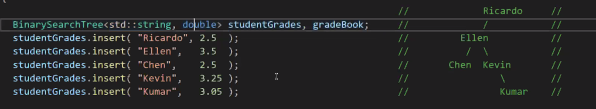 //             Ricardo     //
BinarySearchTree<std::string, double> studentGrades, gradeBook;     //             /           //
studentGrades.insert( "Ricardo", 2.5  );     //         Ellen           //
studentGrades.insert( "Ellen",   3.5  );     //          /  \           //
studentGrades.insert( "Chen",    2.5  );     //       Chen  Kevin       //
studentGrades.insert( "Kevin",   3.25 );     //                \        //
studentGrades.insert( "Kumar",   3.05 );     //                Kumar    //